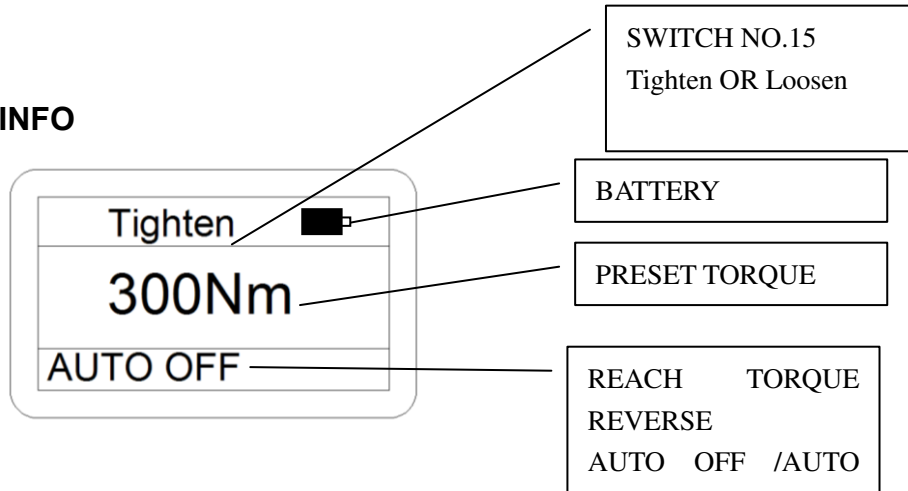 SWITCH NO.15
Tighten OR Loosen
INFO
BATTERY
Tighten
PRESET TORQUE
300Nm
AUTO OFF
REACH TORQUE
REVERSE
AUTO OFF /AUTO